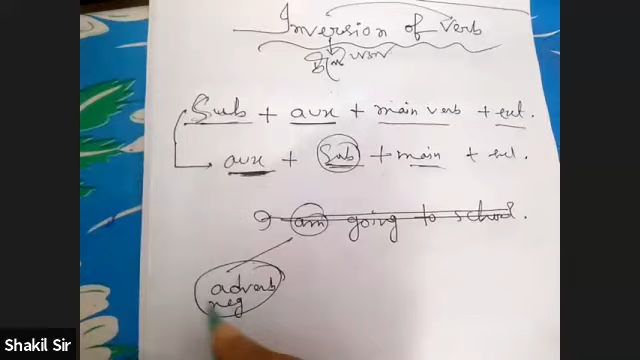 Inversion of verb
Sub + aux + main verb + ext.
aux + Sub + main + ext.
I am going to school.
adverb
neg
Shakil Sir